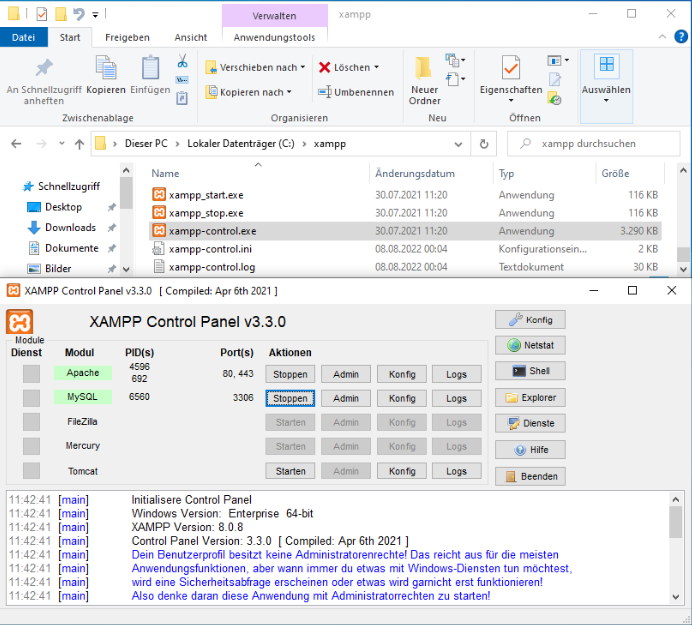 Verwalten xampp
Datei Start Freigeben Ansicht Anwendungstools
An Schnellzugriff anheften Kopieren Einfügen
Verschieben nach Löschen
Kopieren nach Umbenennen
Neuer Ordner
Eigenschaften
Auswählen
Zwischenablage Organisieren Neu Öffnen
Dieser PC > Lokaler Datenträger (C:) > xampp
xampp durchsuchen
Schnellzugriff
Desktop
Downloads
Dokumente
Bilder
Name Änderungsdatum Typ Größe
xampp_start.exe 30.07.2021 11:20 Anwendung 116 KB
xampp_stop.exe 30.07.2021 11:20 Anwendung 116 KB
xampp-control.exe 30.07.2021 11:20 Anwendung 3.290 KB
xampp-control.ini 08.08.2022 00:04 Konfigurationsein... 2 KB
xampp-control.log 08.08.2022 00:04 Textdokument 30 KB
XAMPP Control Panel v3.3.0 [ Compiled: Apr 6th 2021 ]
XAMPP Control Panel v3.3.0
Module
Dienst Modul PID(s) Port(s) Aktionen
Apache 4596 692 80, 443 Stoppen Admin Konfig Logs
MySQL 6560 3306 Stoppen Admin Konfig Logs
FileZilla Starten Admin Konfig Logs
Mercury Starten Admin Konfig Logs
Tomcat Starten Admin Konfig Logs
Konfig
Netstat
Shell
Explorer
Dienste
Hilfe
Beenden
11:42:41 [main] Initialisere Control Panel
11:42:41 [main] Windows Version: Enterprise 64-bit
11:42:41 [main] XAMPP Version: 8.0.8
11:42:41 [main] Control Panel Version: 3.3.0 [ Compiled: Apr 6th 2021 ]
11:42:41 [main] Dein Benutzerprofil besitzt keine Administratorenrechte! Das reicht aus für die meisten
11:42:41 [main] Anwendungsfunktionen, aber wann immer du etwas mit Windows-Diensten tun möchtest,
11:42:41 [main] wird eine Sicherheitsabfrage erscheinen oder etwas wird garnicht erst funktionieren!
11:42:41 [main] Also denke daran diese Anwendung mit Administratorrechten zu starten!